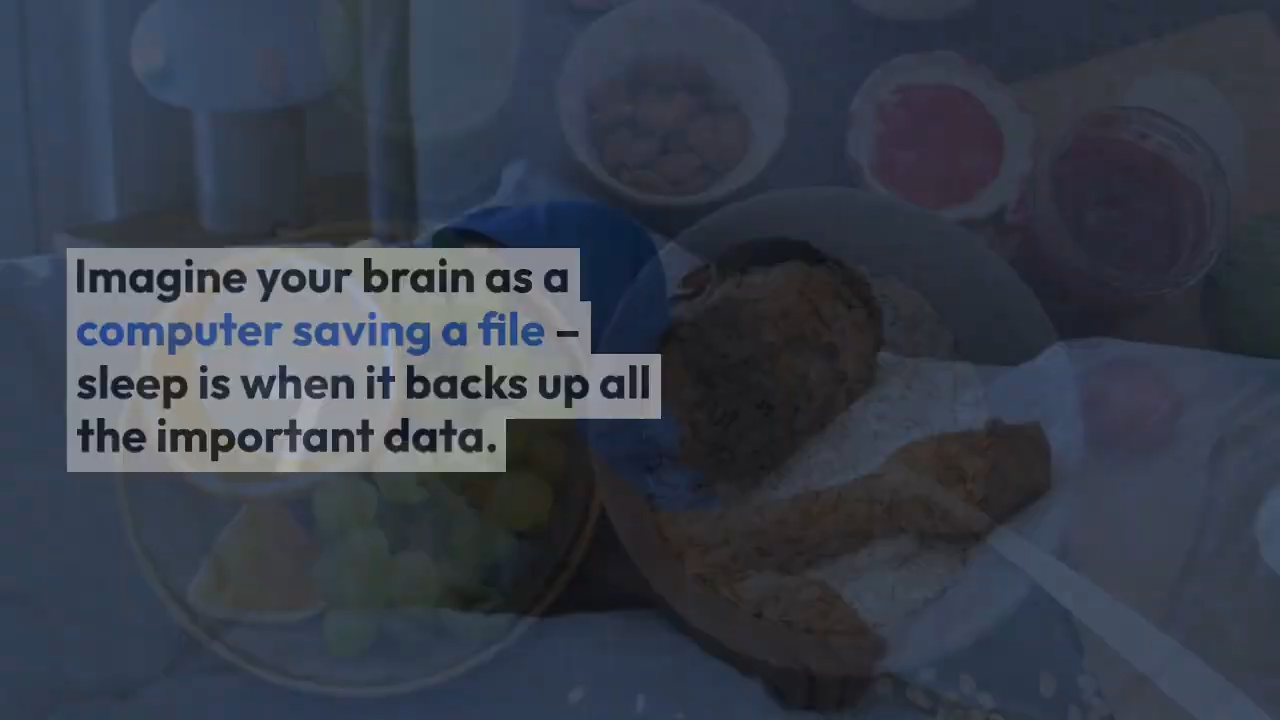 Imagine your brain as a
computer saving a file –
sleep is when it backs up all
the important data.